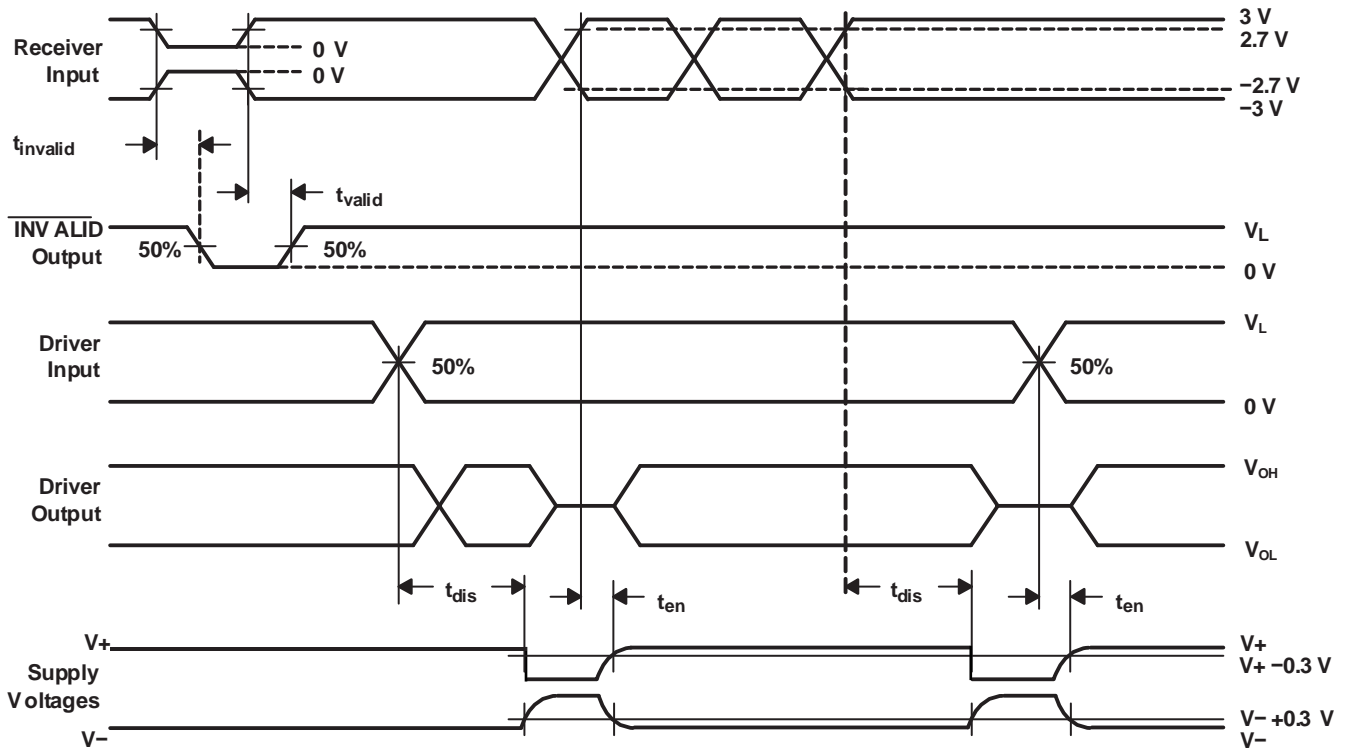 3 V
2.7 V
Receiver
Input
0 V
0 V
−2.7 V
−3 V
tinvalid
tvalid
INV ALID
Output
50%
50%
VL
0 V
Driver
Input
50%
50%
VL
0 V
Driver
Output
VOH
VOL
tdis
ten
tdis
ten
V+
Supply
V oltages
V−
V+
V+ −0.3 V
V− +0.3 V
V−